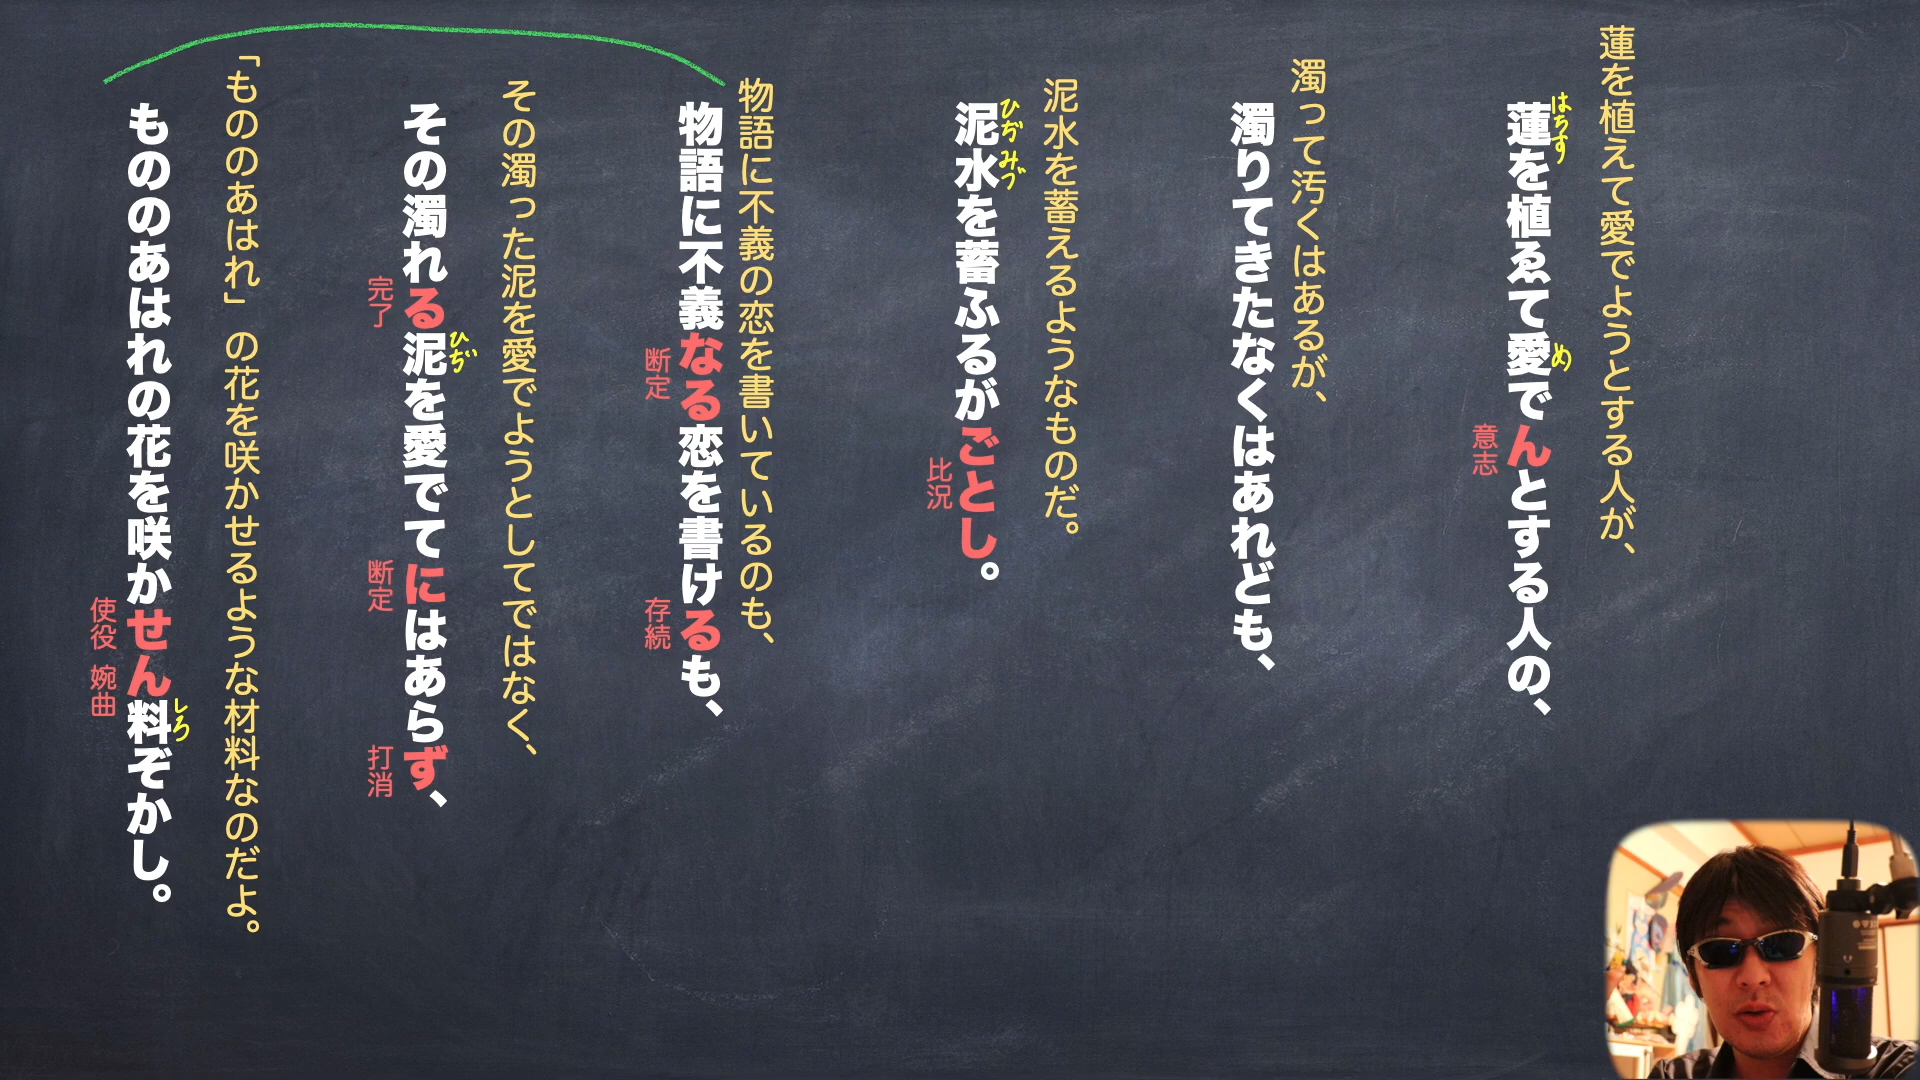 蓮を植えて愛でようとする人が、
はちす
め
蓮を植ゑて愛でんとする人の、
意志
濁って汚くはあるが、
濁りてきたなくはあれども、
泥水を蓄えるようなものだ。
ひぢみづ
泥水を蓄ふるがごとし。
比況
物語に不義の恋を書いているのも、
物語に不義なる恋を書けるも、
断定
存続
その濁った泥を愛でようとしてではなく、
ひぢ
その濁れる泥を愛でてにはあらず、
完了
断定
打消
「もののあはれ」の花を咲かせるような材料なのだよ。
しろ
もののあはれの花を咲かせん料ぞかし。
使役 婉曲